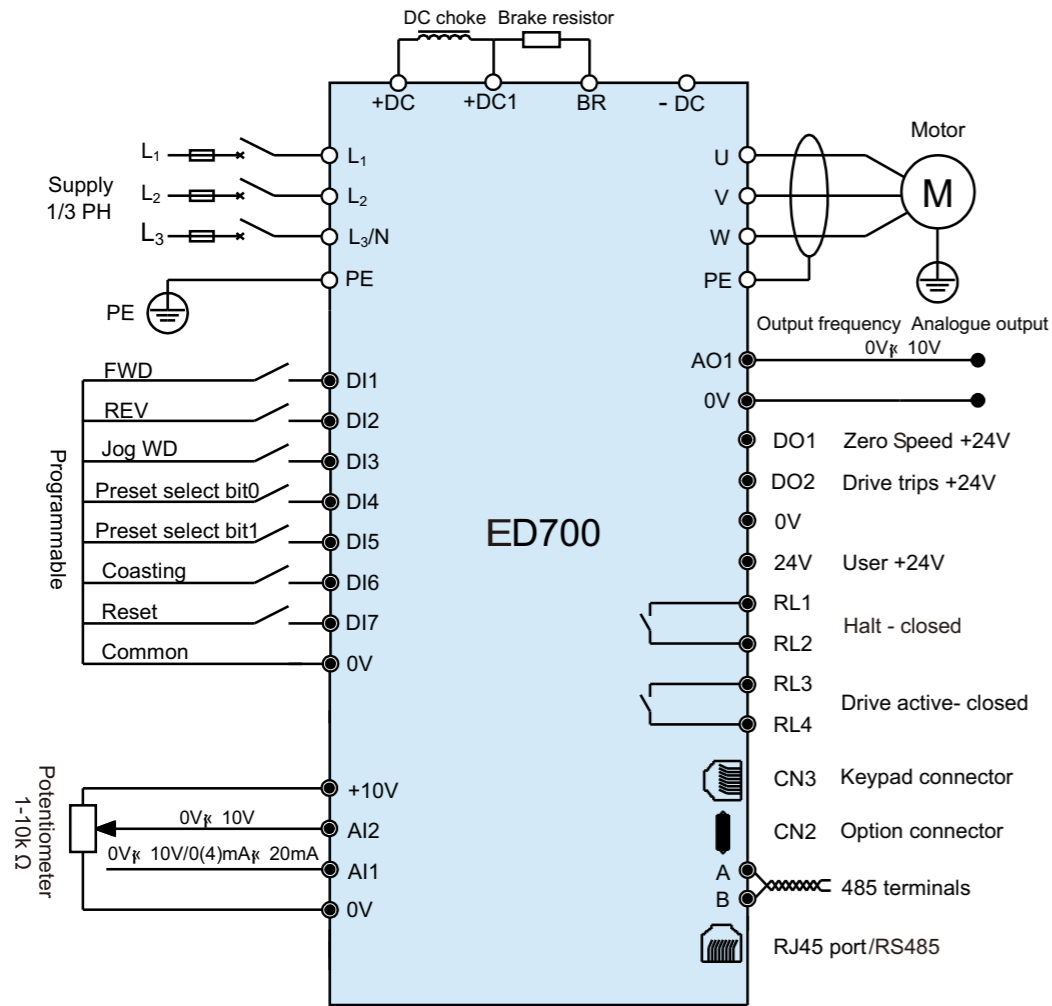 DC choke Brake resistor
+DC +DC1 BR - DC
Supply
1/3 PH
L1 L1
L2 L2
L3 L3/N
PE PE
U
V
W
PE
Motor
M
Output frequency Analogue output
0V 10V
AO1
0V
Programmable
FWD DI1
REV DI2
Jog WD DI3
Preset select bit0 DI4
Preset select bit1 DI5
Coasting DI6
Reset DI7
Common 0V
ED700
DO1 Zero Speed +24V
DO2 Drive trips +24V
0V
24V User +24V
RL1
RL2
Halt - closed
RL3
RL4
Drive active- closed
Potentiometer
1-10k Ω
+10V
0V 10V AI2
0V 10V/0(4)mA 20mA AI1
0V
CN3 Keypad connector
CN2 Option connector
A
B
485 terminals
RJ45 port/RS485